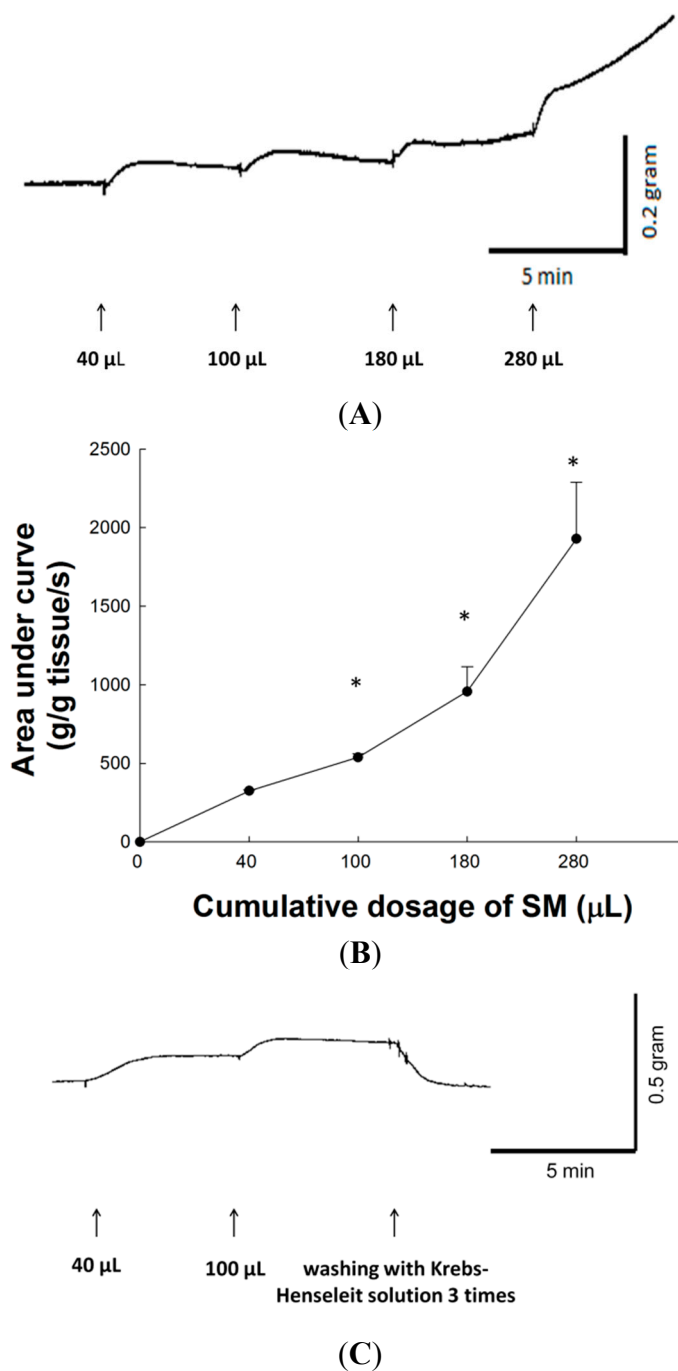 0.2 gram
5 min
40 µL 100 µL 180 µL 280 µL
(A)
2500
2000
1500
1000
500
0
Area under curve
(g/g tissue/s)
* * *
0 40 100 180 280
Cumulative dosage of SM (µL)
(B)
0.5 gram
5 min
40 µL 100 µL washing with Krebs-
Henseleit solution 3 times
(C)